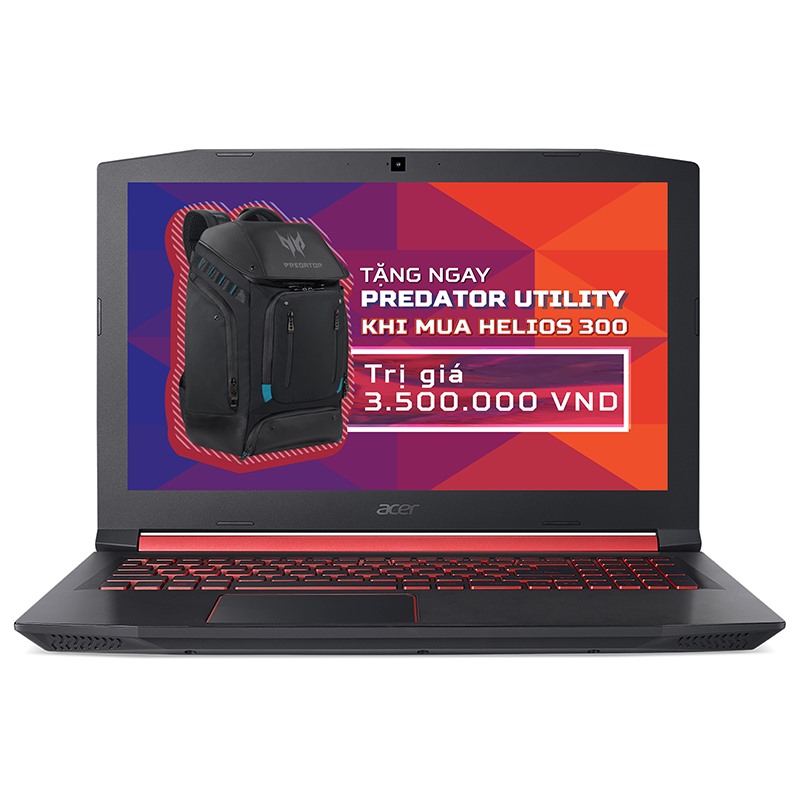 PREDATOR
TẶNG NGAY
PREDATOR UTILITY
KHI MUA HELIOS 300
Trị giá
3.500.000 VND
acer